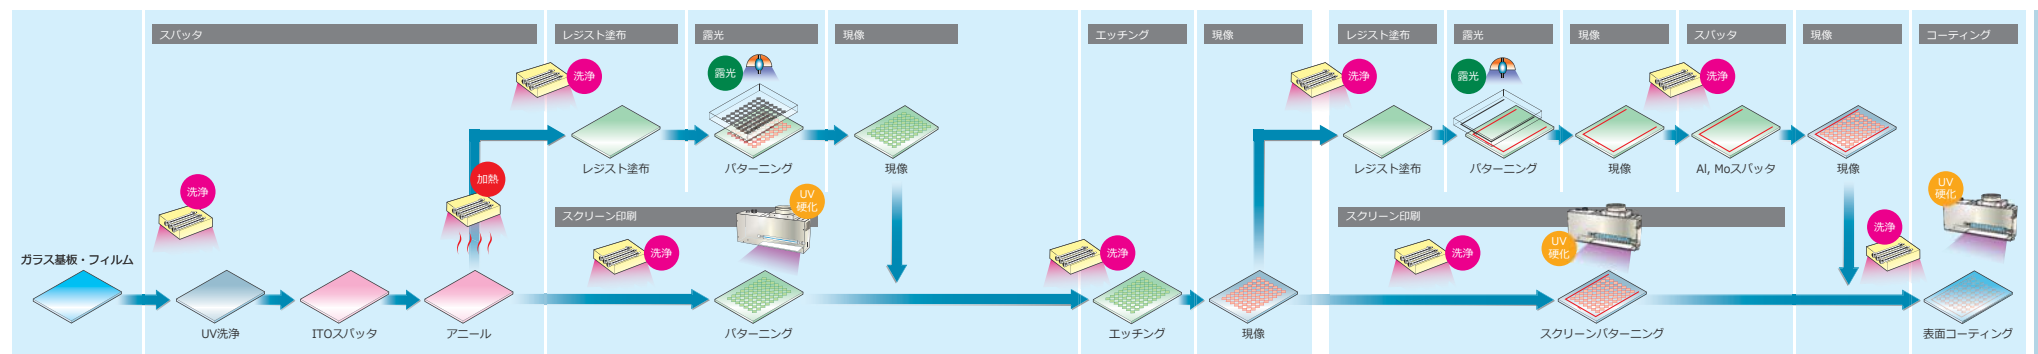 スパッタ
レジスト塗布
露光
現像
エッチング
現像
レジスト塗布
露光
現像
スパッタ
現像
コーティング
洗浄
露光
洗浄
露光
洗浄
レジスト塗布
パターニング
現像
レジスト塗布
パターニング
現像
Al, Moスパッタ
現像
加熱
洗浄
UV
硬化
UV
硬化
スクリーン印刷
スクリーン印刷
洗浄
洗浄
洗浄
UV
硬化
洗浄
ガラス基板・フィルム
UV洗浄
ITOスパッタ
アニール
パターニング
エッチング
現像
スクリーンパターニング
表面コーティング